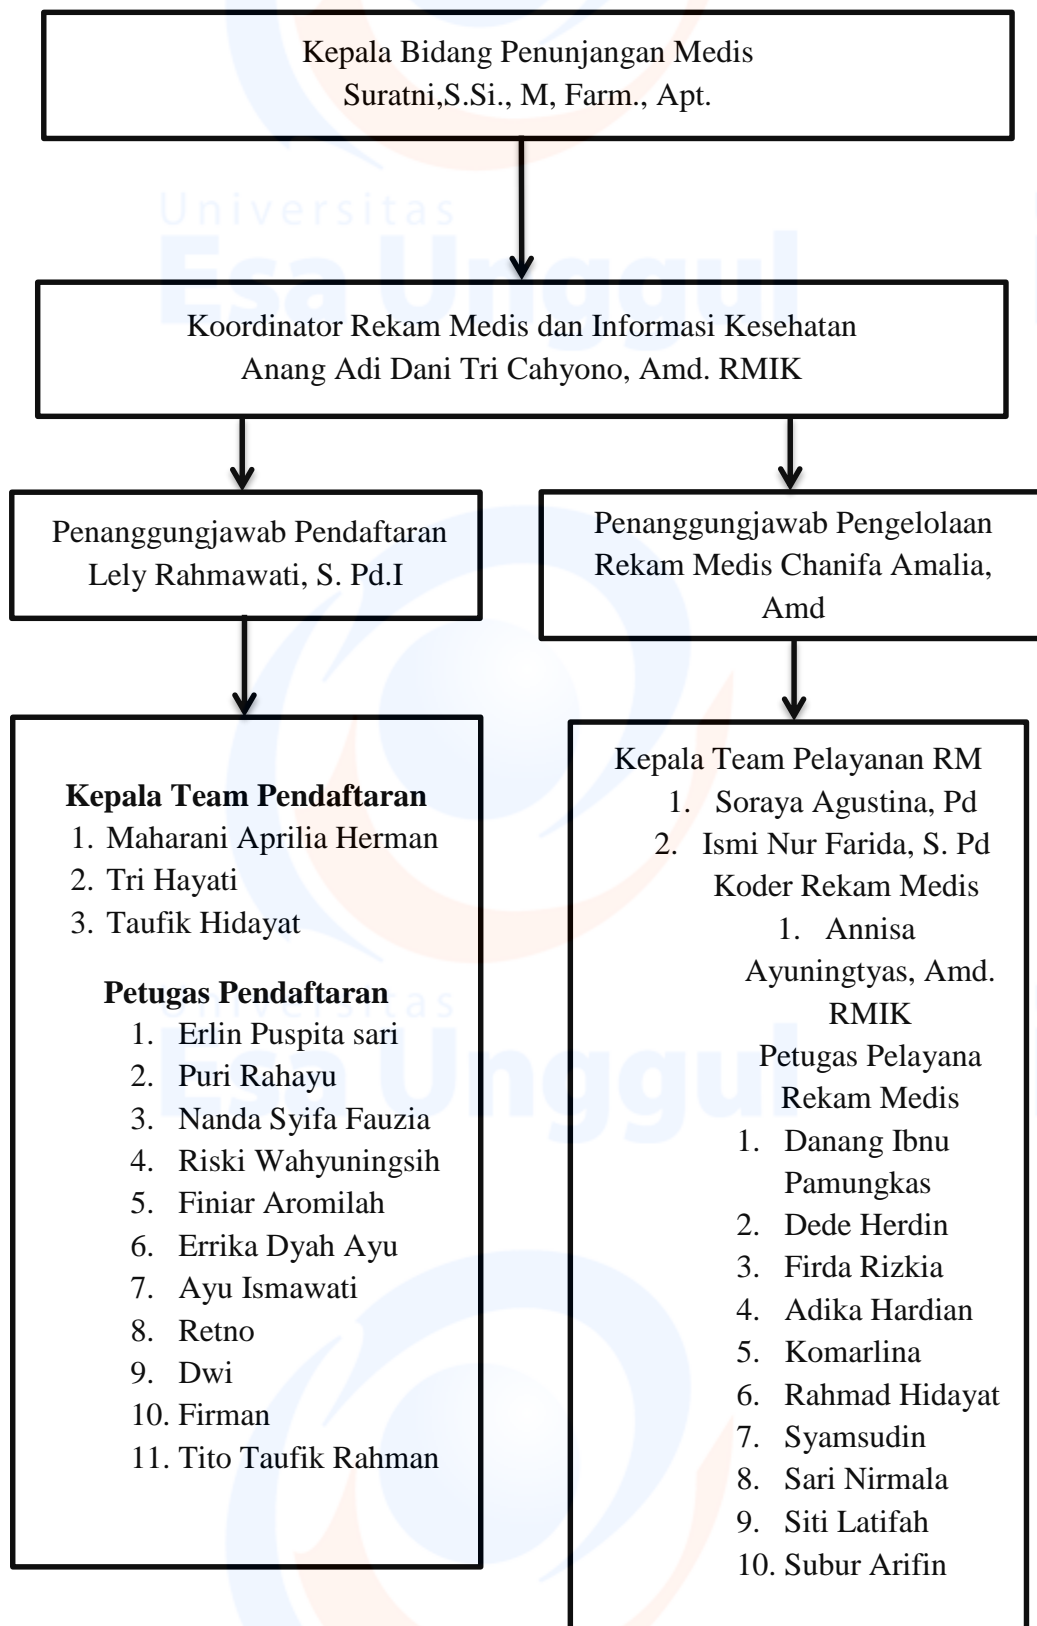 Kepala Bidang Penunjangan Medis
Suratni,S.Si., M, Farm., Apt.
Universitas
Esa Unggul
Koordinator Rekam Medis dan Informasi Kesehatan
Anang Adi Dani Tri Cahyono, Amd. RMIK
Penanggungjawab Pendaftaran
Lely Rahmawati, S. Pd.I
Penanggungjawab Pengelolaan
Rekam Medis Chanifa Amalia,
Amd
Kepala Team Pendaftaran
1. Maharani Aprilia Herman
2. Tri Hayati
3. Taufik Hidayat
Petugas Pendaftaran
1. Erlin Puspita sari
2. Puri Rahayu
3. Nanda Syifa Fauzia
4. Riski Wahyuningsih
5. Finiar Aromilah
6. Errika Dyah Ayu
7. Ayu Ismawati
8. Retno
9. Dwi
10. Firman
11. Tito Taufik Rahman
Kepala Team Pelayanan RM
1. Soraya Agustina, Pd
2. Ismi Nur Farida, S. Pd
Koder Rekam Medis
1. Annisa
Ayuningtyas, Amd.
RMIK
Petugas Pelayana
Rekam Medis
1. Danang Ibnu
Pamungkas
2. Dede Herdin
3. Firda Rizkia
4. Adika Hardian
5. Komarlina
6. Rahmad Hidayat
7. Syamsudin
8. Sari Nirmala
9. Siti Latifah
10. Subur Arifin
Universitas
Esa Unggul